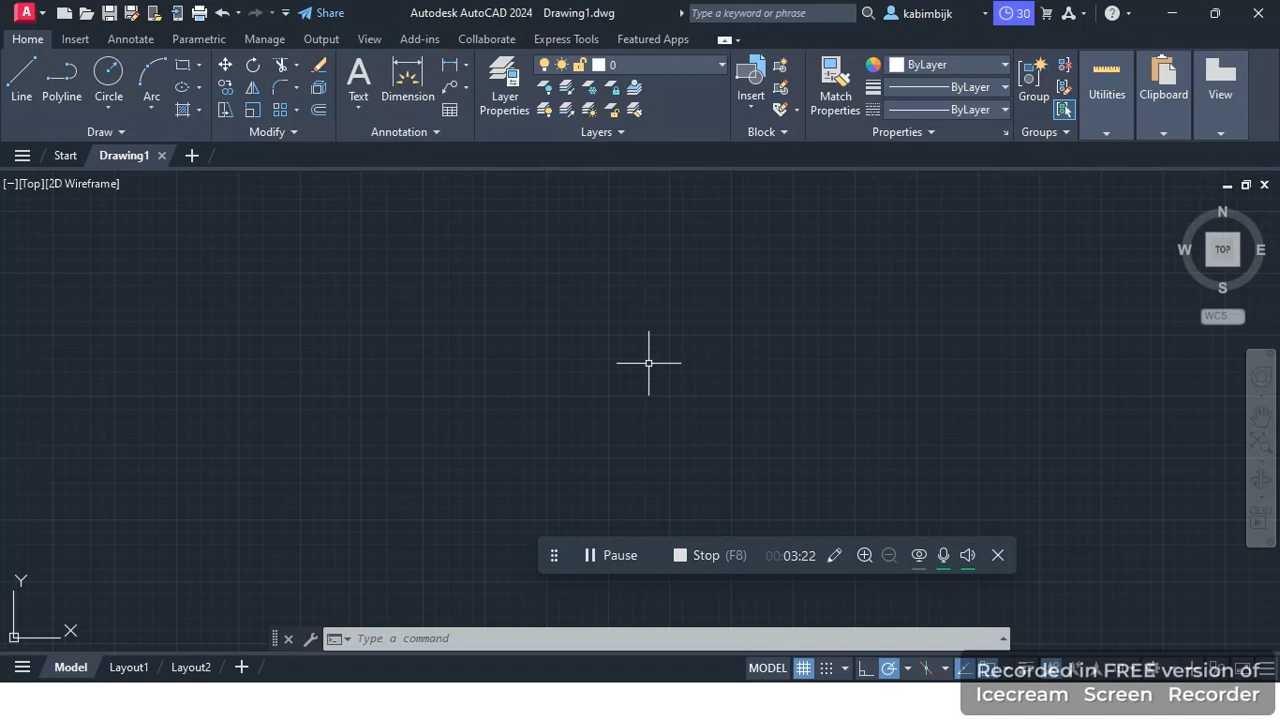 A Share Autodesk AutoCAD 2024 Drawing1.dwg Type a keyword or phrase kabimbijk 30
Home Insert Annotate Parametric Manage View Output Add-ins Collaborate Express Tools Featured Apps
Line Polyline Circle Arc
Text Dimension
Layer Properties
0
Insert
Match Properties
ByLayer
ByLayer
ByLayer
Group
Utilities
Clipboard
View
Draw Modify Annotation Layers Block Properties Groups
Start Drawing1
[−][Top][2D Wireframe]
N
W TOP E
S
WCS
Pause Stop (F8) 00:03:22
Y
X
Type a command
Model Layout1 Layout2 MODEL
Recorded in FREE version of
Icecream Screen Recorder